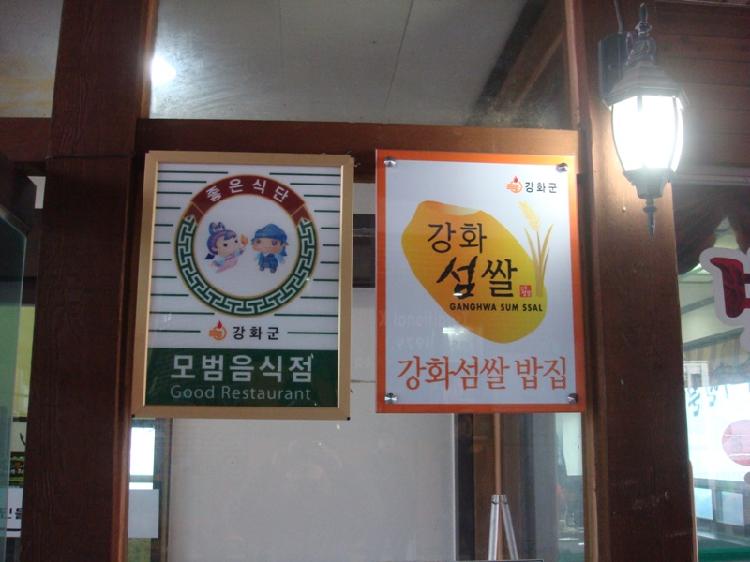 좋은식단
강화군
모범음식점
Good Restaurant
강화군
강화
섬쌀
GANGHWA SUM SSAL
강화섬쌀 밥집